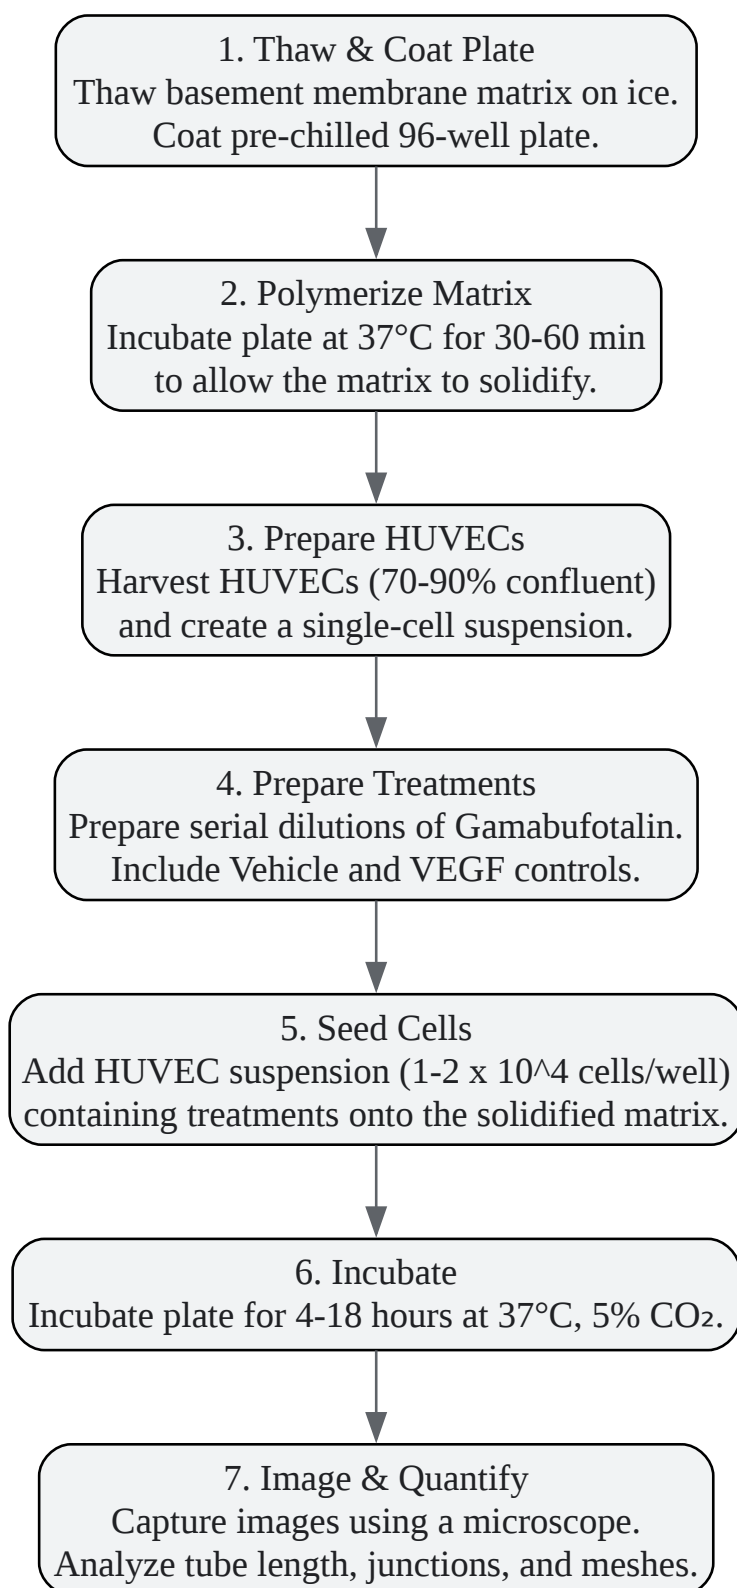 1. Thaw & Coat Plate
Thaw basement membrane matrix on ice.
Coat pre-chilled 96-well plate.
2. Polymerize Matrix
Incubate plate at 37°C for 30-60 min
to allow the matrix to solidify.
3. Prepare HUVECs
Harvest HUVECs (70-90% confluent)
and create a single-cell suspension.
4. Prepare Treatments
Prepare serial dilutions of Gamabufotalin.
Include Vehicle and VEGF controls.
5. Seed Cells
Add HUVEC suspension (1-2 x 10^4 cells/well)
containing treatments onto the solidified matrix.
6. Incubate
Incubate plate for 4-18 hours at 37°C, 5% CO₂.
7. Image & Quantify
Capture images using a microscope.
Analyze tube length, junctions, and meshes.